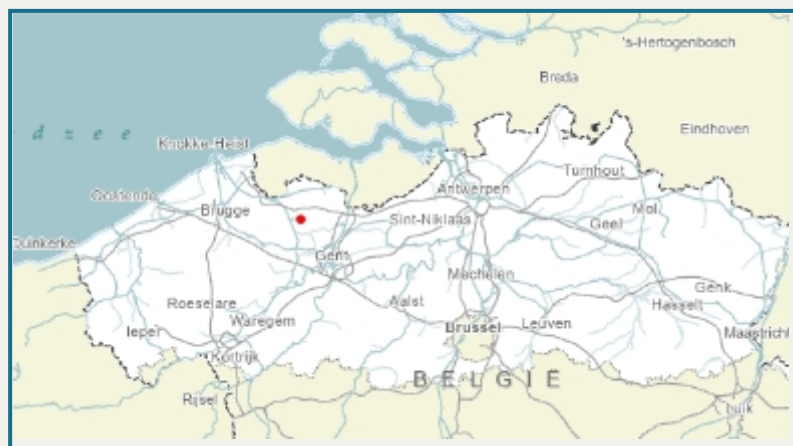 's-Hertogenbosch
Breda
Eindhoven
d z e e
Knokke-Heist
Turnhout
Antwerpen
Oostende
Brugge
Sint-Niklaas
Mol
Geel
Duinkerke
Gent
Mechelen
Genk
Roeselare
Aalst
Hasselt
Waregem
Ieper
Brussel
Leuven
Maastricht
Kortrijk
BELGIË
Rijsel
Luik